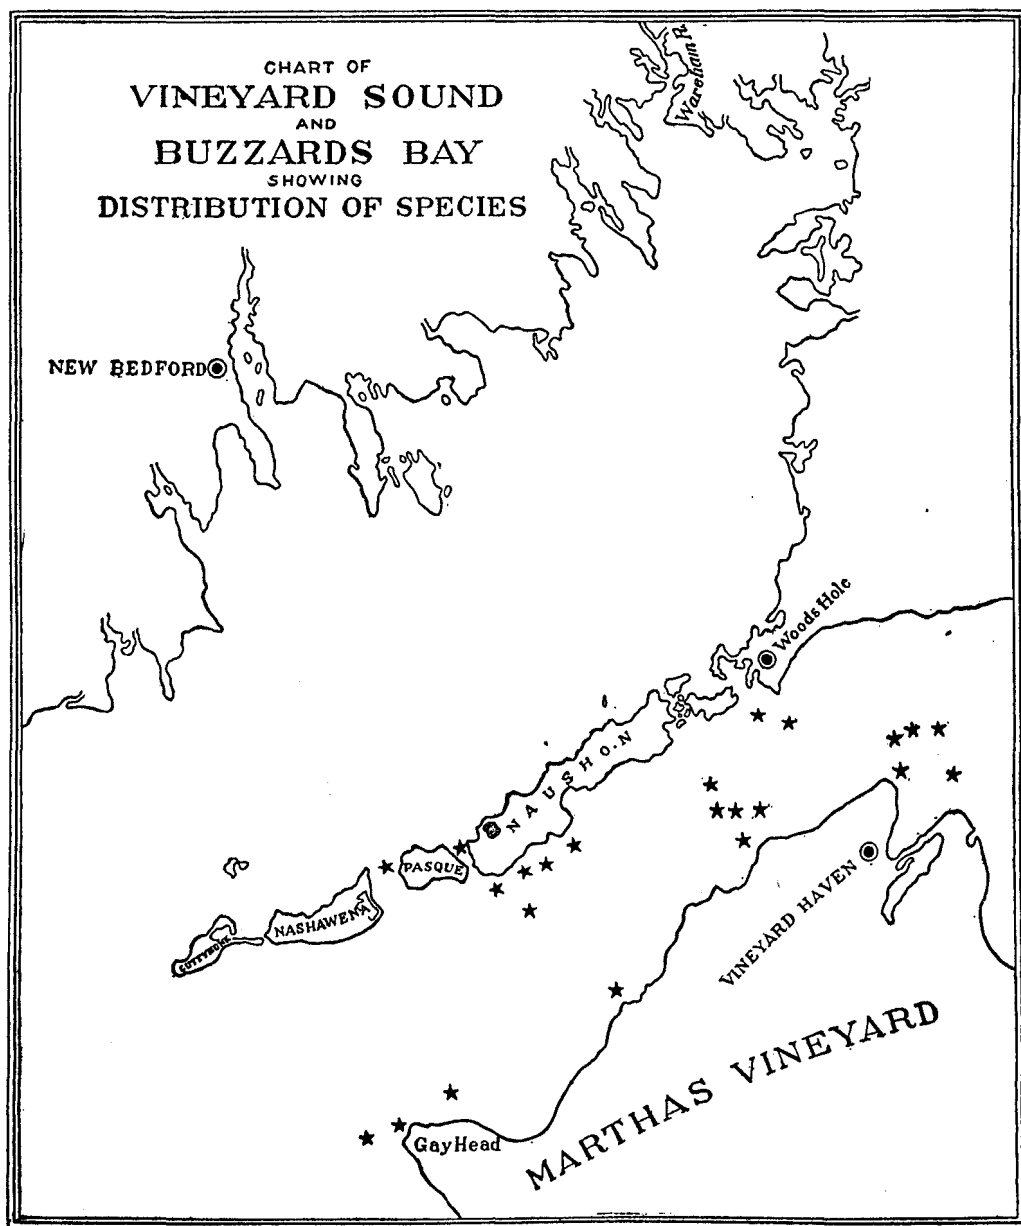 CHART OF
VINEYARD SOUND
AND
BUZZARDS BAY
SHOWING
DISTRIBUTION OF SPECIES
Wareham R.
NEW BEDFORD
Woods Hole
NAUSHON
PASQUE
NASHAWENA
CUTTYHUNK
VINEYARD HAVEN
MARTHAS VINEYARD
Gay Head